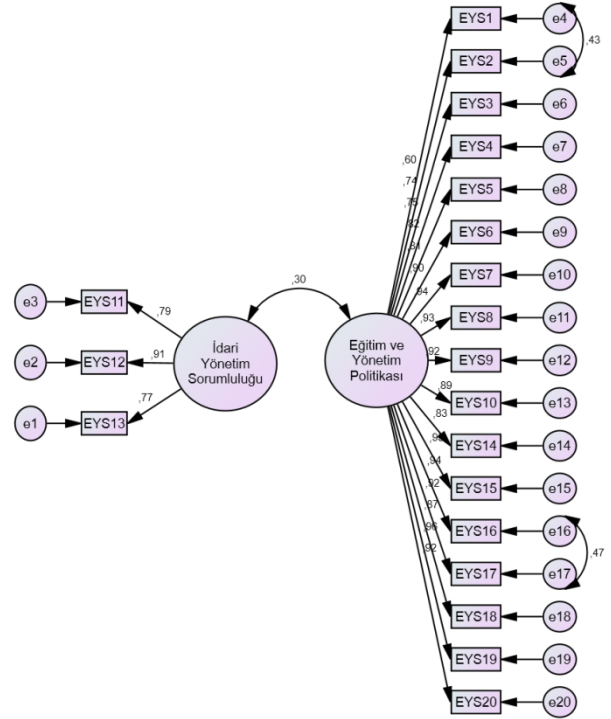 EYS1
e4
,43
EYS2
e5
EYS3
e6
EYS4
e7
EYS5
e8
EYS6
e9
EYS7
e10
EYS8
e11
EYS9
e12
EYS10
e13
EYS14
e14
EYS15
e15
EYS16
e16
,47
EYS17
e17
EYS18
e18
EYS19
e19
EYS20
e20
,60
,74
,75
,82
,81
,90
,94
,93
,92
,89
,83
,94
,92
,87
,96
,92
,30
e3
EYS11
,79
e2
EYS12
,91
e1
EYS13
,77
İdari
Yönetim
Sorumluluğu
Eğitim ve
Yönetim
Politikası